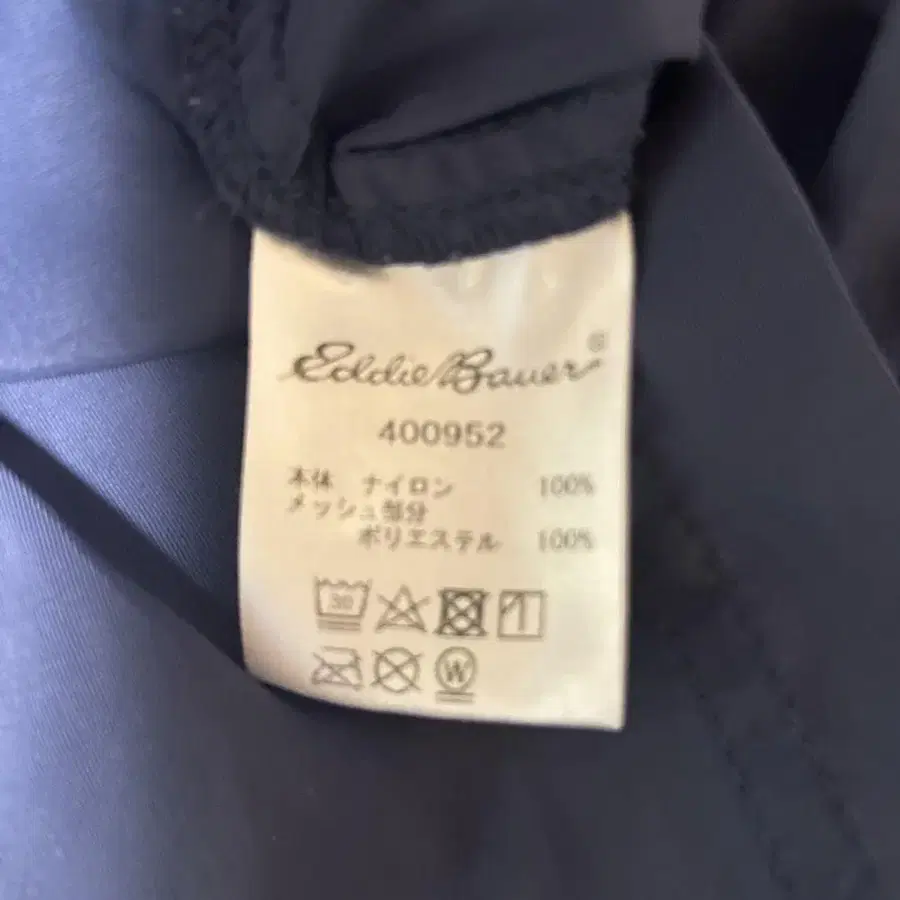 Eddie Bauer®
400952
本体 ナイロン 100%
メッシュ部分
ポリエステル 100%
30
W